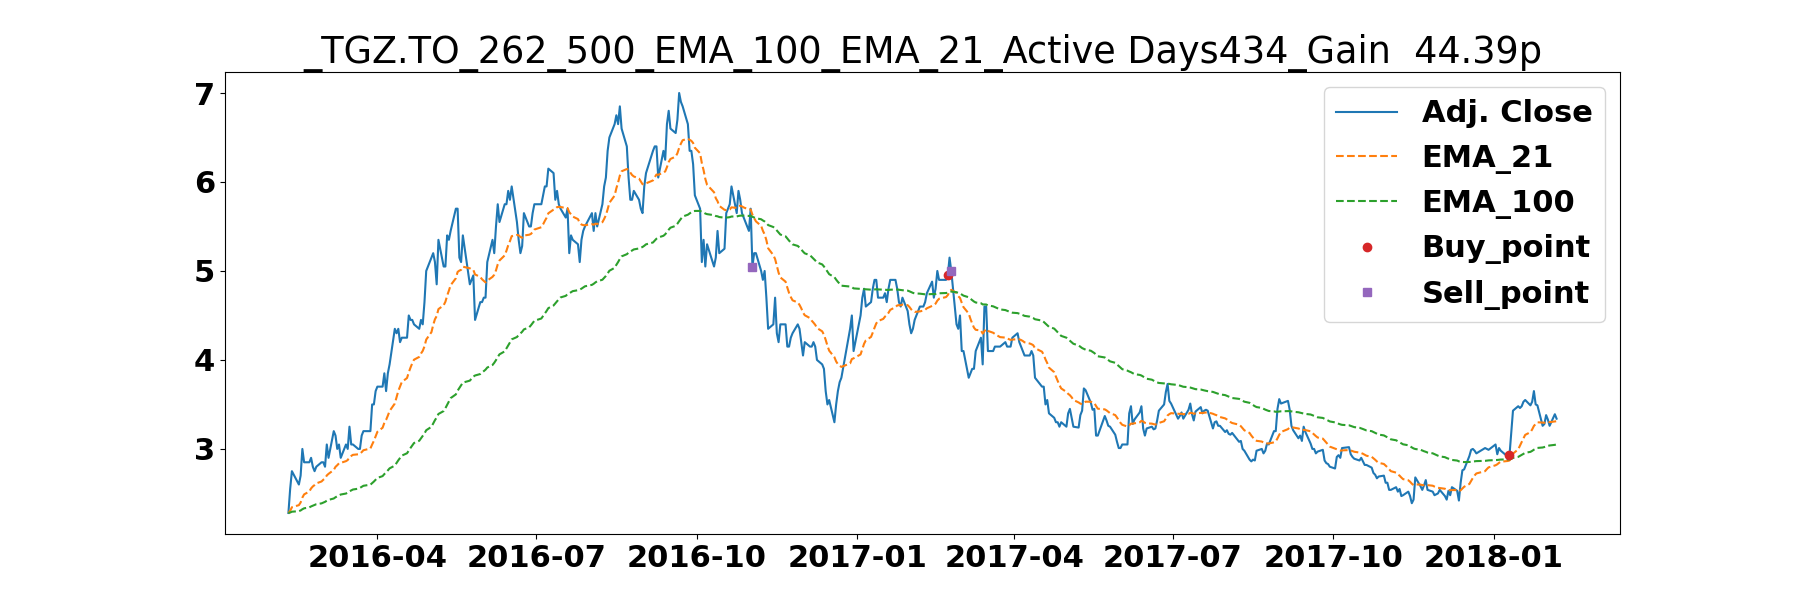 _TGZ.TO_262_500_EMA_100_EMA_21_Active Days434_Gain  44.39p
7
6
5
4
3
Adj. Close
EMA_21
EMA_100
Buy_point
Sell_point
2016-04 2016-07 2016-10 2017-01 2017-04 2017-07 2017-10 2018-01